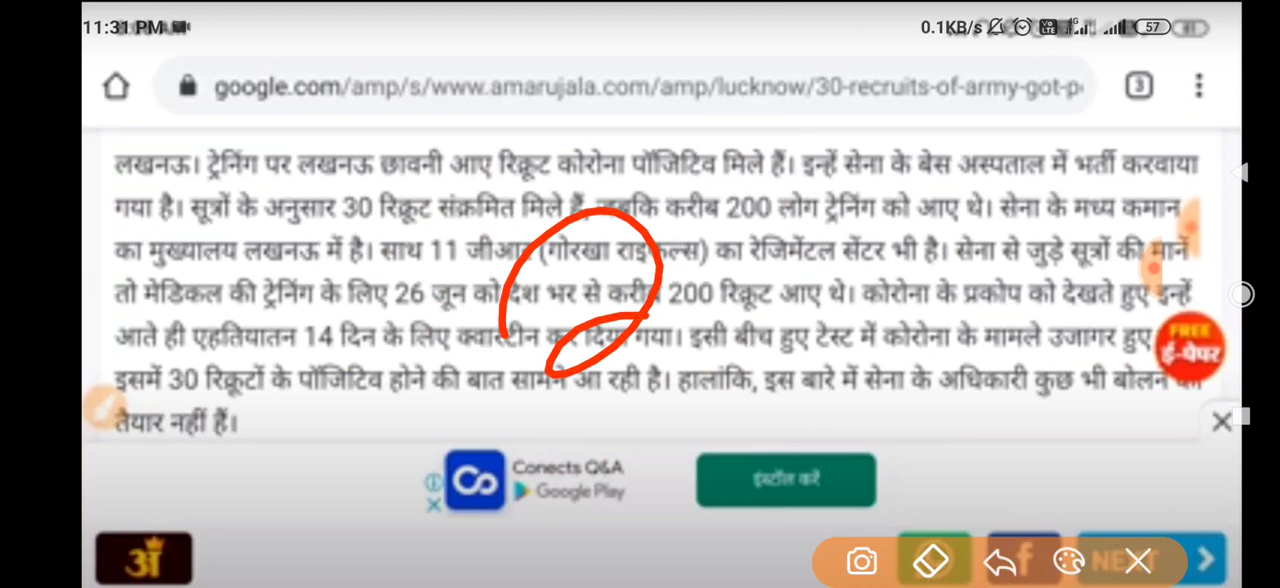 11:31 PM
0.1KB/s 4G 57
google.com/amp/s/www.amarujala.com/amp/lucknow/30-recruits-of-army-got-p
3
लखनऊ। ट्रेनिंग पर लखनऊ छावनी आए रिक्रूट कोरोना पॉजिटिव मिले हैं। इन्हें सेना के बेस अस्पताल में भर्ती करवाया
गया है। सूत्रों के अनुसार 30 रिक्रूट संक्रमित मिले हैं, जबकि करीब 200 लोग ट्रेनिंग को आए थे। सेना के मध्य कमान
का मुख्यालय लखनऊ में है। साथ 11 जीआर (गोरखा राइफल्स) का रेजिमेंटल सेंटर भी है। सेना से जुड़े सूत्रों की मानें
तो मेडिकल की ट्रेनिंग के लिए 26 जून को देश भर से करीब 200 रिक्रूट आए थे। कोरोना के प्रकोप को देखते हुए इन्हें
आते ही एहतियातन 14 दिन के लिए क्वारंटीन कर दिया गया। इसी बीच हुए टेस्ट में कोरोना के मामले उजागर हुए
इसमें 30 रिक्रूटों के पॉजिटिव होने की बात सामने आ रही है। हालांकि, इस बारे में सेना के अधिकारी कुछ भी बोलने को
तैयार नहीं हैं।
FREE
ई-पेपर
Conects Q&A
Google Play
इंस्टॉल करें
अ
f
NEXT